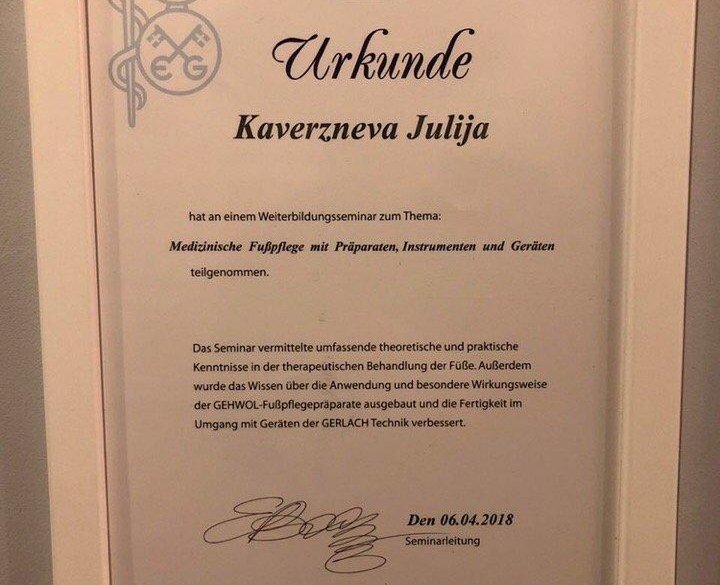 EG
Urkunde
Kaverzneva Julija
hat an einem Weiterbildungsseminar zum Thema:
Medizinische Fußpflege mit Präparaten, Instrumenten und Geräten
teilgenommen.
Das Seminar vermittelte umfassende theoretische und praktische
Kenntnisse in der therapeutischen Behandlung der Füße. Außerdem
wurde das Wissen über die Anwendung und besondere Wirkungsweise
der GEHWOL-Fußpflegepräparate ausgebaut und die Fertigkeit im
Umgang mit Geräten der GERLACH Technik verbessert.
Den 06.04.2018
Seminarleitung